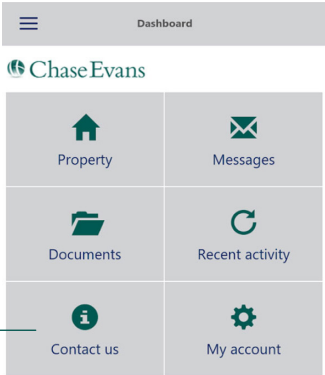 Dashboard
Chase Evans
Property Messages
Documents Recent activity
Contact us My account